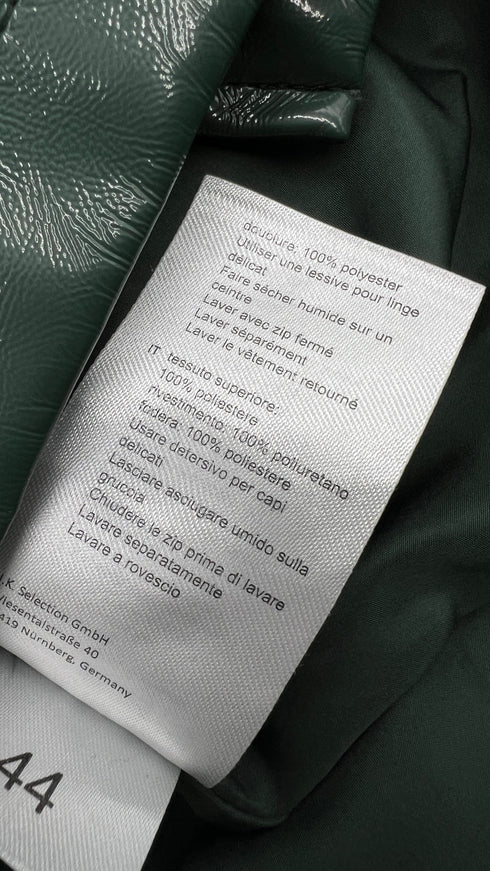 doublure: 100% polyester
Utiliser une lessive pour linge
délicat
Faire sécher humide sur un
ceintre
Laver avec zip fermé
Laver séparément
Laver le vêtement retourné
IT tessuto superiore:
100% poliestere
rivestimento: 100% poliuretano
fodera: 100% poliestere
Usare detersivo per capi
delicati
Lasciare asciugare umido sulla
gruccia
Chiudere le zip prima di lavare
Lavare separatamente
Lavare a rovescio
.K. Selection GmbH
Wiesentalstraße 40
419 Nürnberg, Germany
44